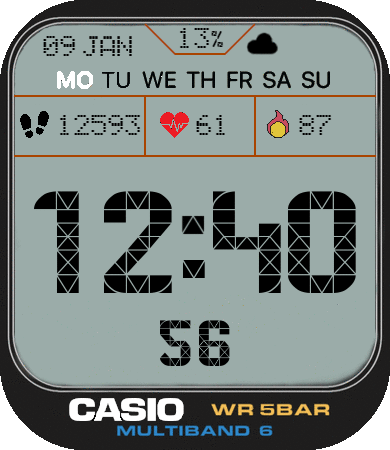 09 JAN 13%
MO TU WE TH FR SA SU
12593 61 87
12:40
56
CASIO WR 5BAR
MULTIBAND 6